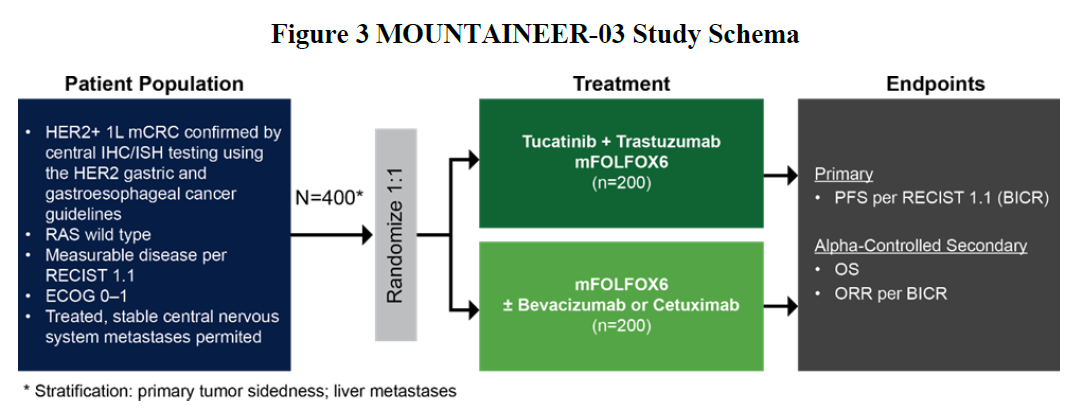 Figure 3 MOUNTAINEER-03 Study Schema
Patient Population
• HER2+ 1L mCRC confirmed by
central IHC/ISH testing using
the HER2 gastric and
gastroesophageal cancer
guidelines
• RAS wild type
• Measurable disease per
RECIST 1.1
• ECOG 0–1
• Treated, stable central nervous
system metastases permited
N=400*
Randomize 1:1
Treatment
Tucatinib + Trastuzumab
mFOLFOX6
(n=200)
mFOLFOX6
± Bevacizumab or Cetuximab
(n=200)
Endpoints
Primary
• PFS per RECIST 1.1 (BICR)
Alpha-Controlled Secondary
• OS
• ORR per BICR
* Stratification: primary tumor sidedness; liver metastases